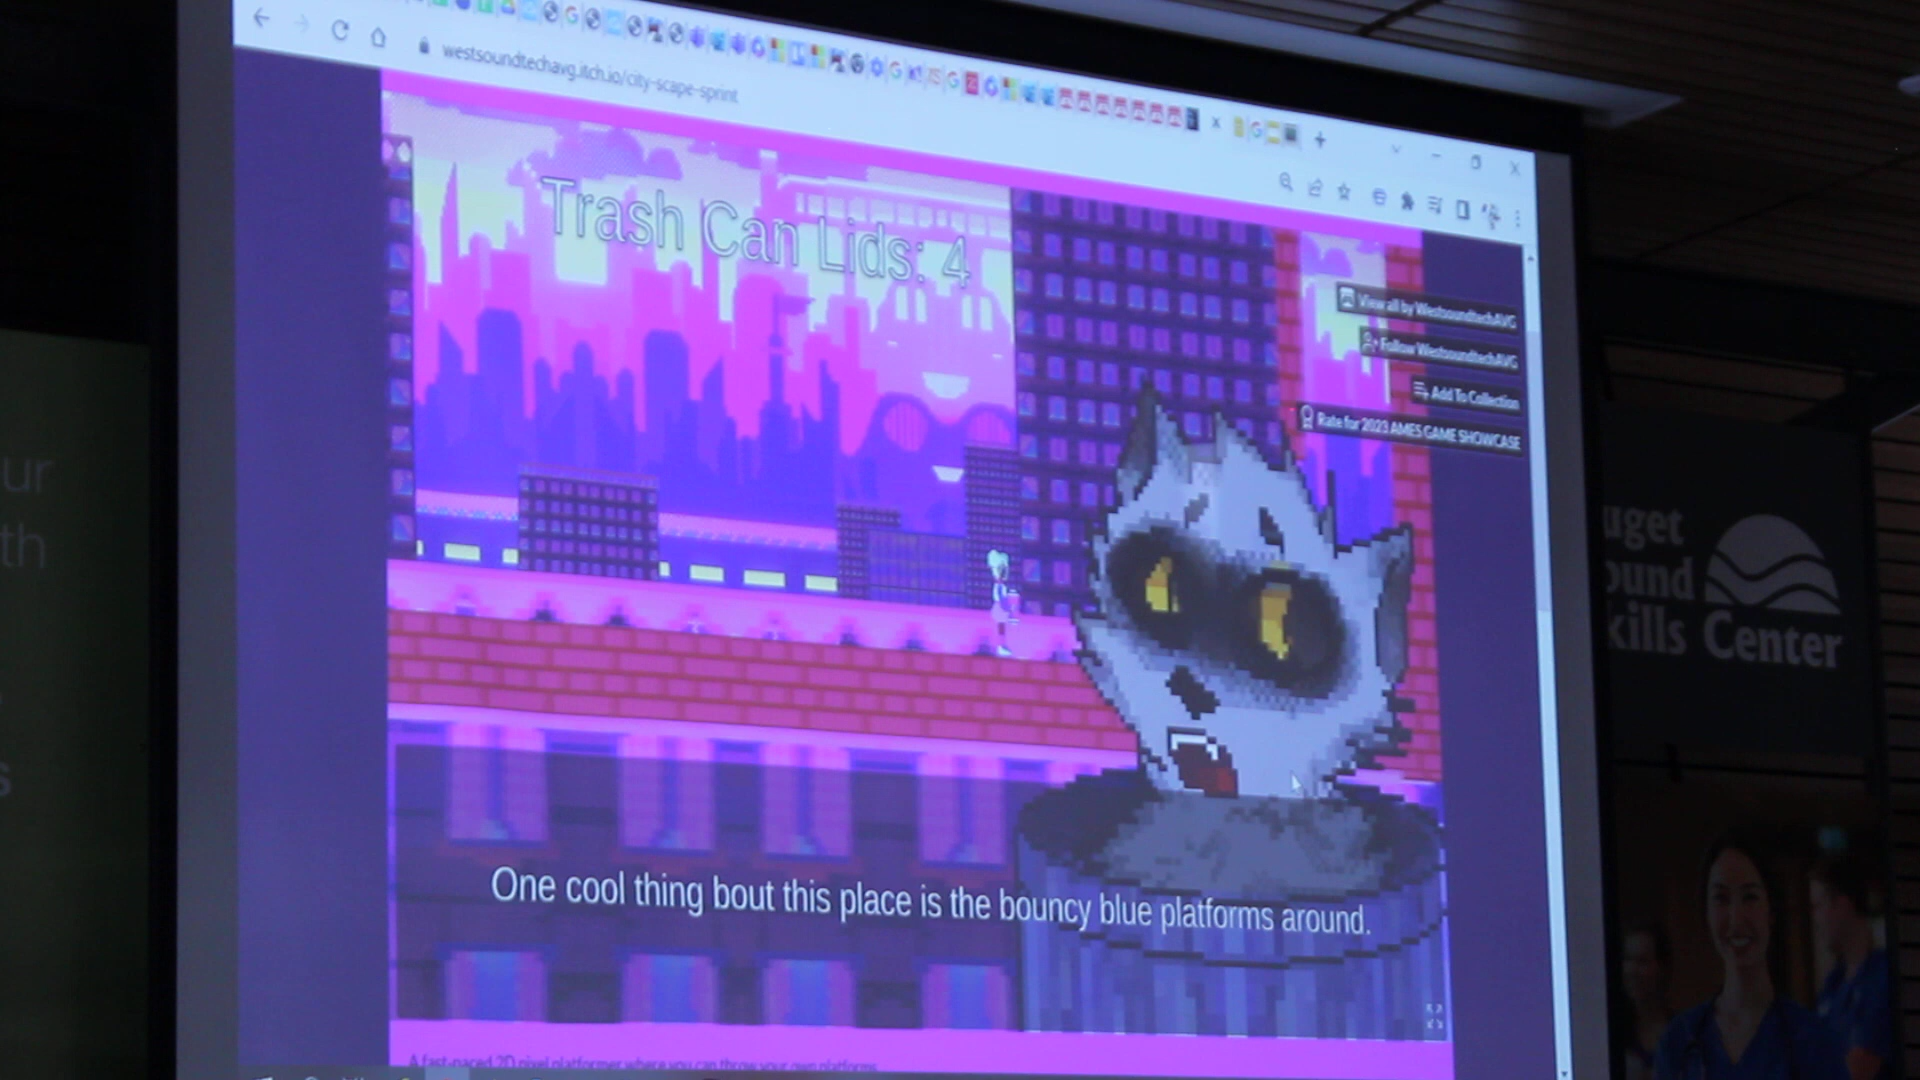 westsoundtechavg.itch.io/city-scape-sprint
Trash Can Lids: 4
View all by WestsoundtechAVG
Follow WestsoundtechAVG
Add To Collection
Rate for 2023 AMES GAME SHOWCASE
One cool thing bout this place is the bouncy blue platforms around.
A fast-paced 2D pixel platformer where you can throw your own platforms
ur
th
s
uget
ound
kills Center